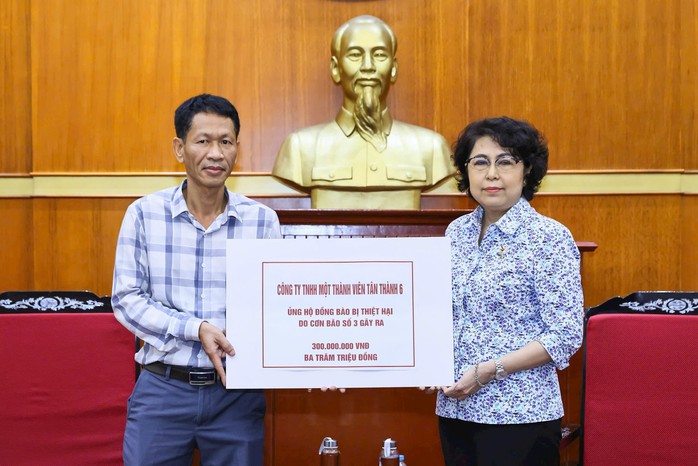 CÔNG TY TNHH MỘT THÀNH VIÊN TÂN THÀNH 6
ỦNG HỘ ĐỒNG BÀO BỊ THIỆT HẠI
DO CƠN BÃO SỐ 3 GÂY RA
300.000.000 VNĐ
BA TRĂM TRIỆU ĐỒNG